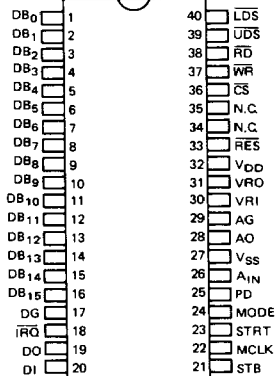 DB0 1 40 LDS
DB1 2 39 UDS
DB2 3 38 RD
DB3 4 37 WR
DB4 5 36 CS
DB5 6 35 N.C.
DB6 7 34 N.C.
DB7 8 33 RES
DB8 9 32 VDD
DB9 10 31 VRO
DB10 11 30 VRI
DB11 12 29 AG
DB12 13 28 AO
DB13 14 27 VSS
DB14 15 26 AIN
DB15 16 25 PD
DG 17 24 MODE
IRQ 18 23 STRT
DO 19 22 MCLK
DI 20 21 STB